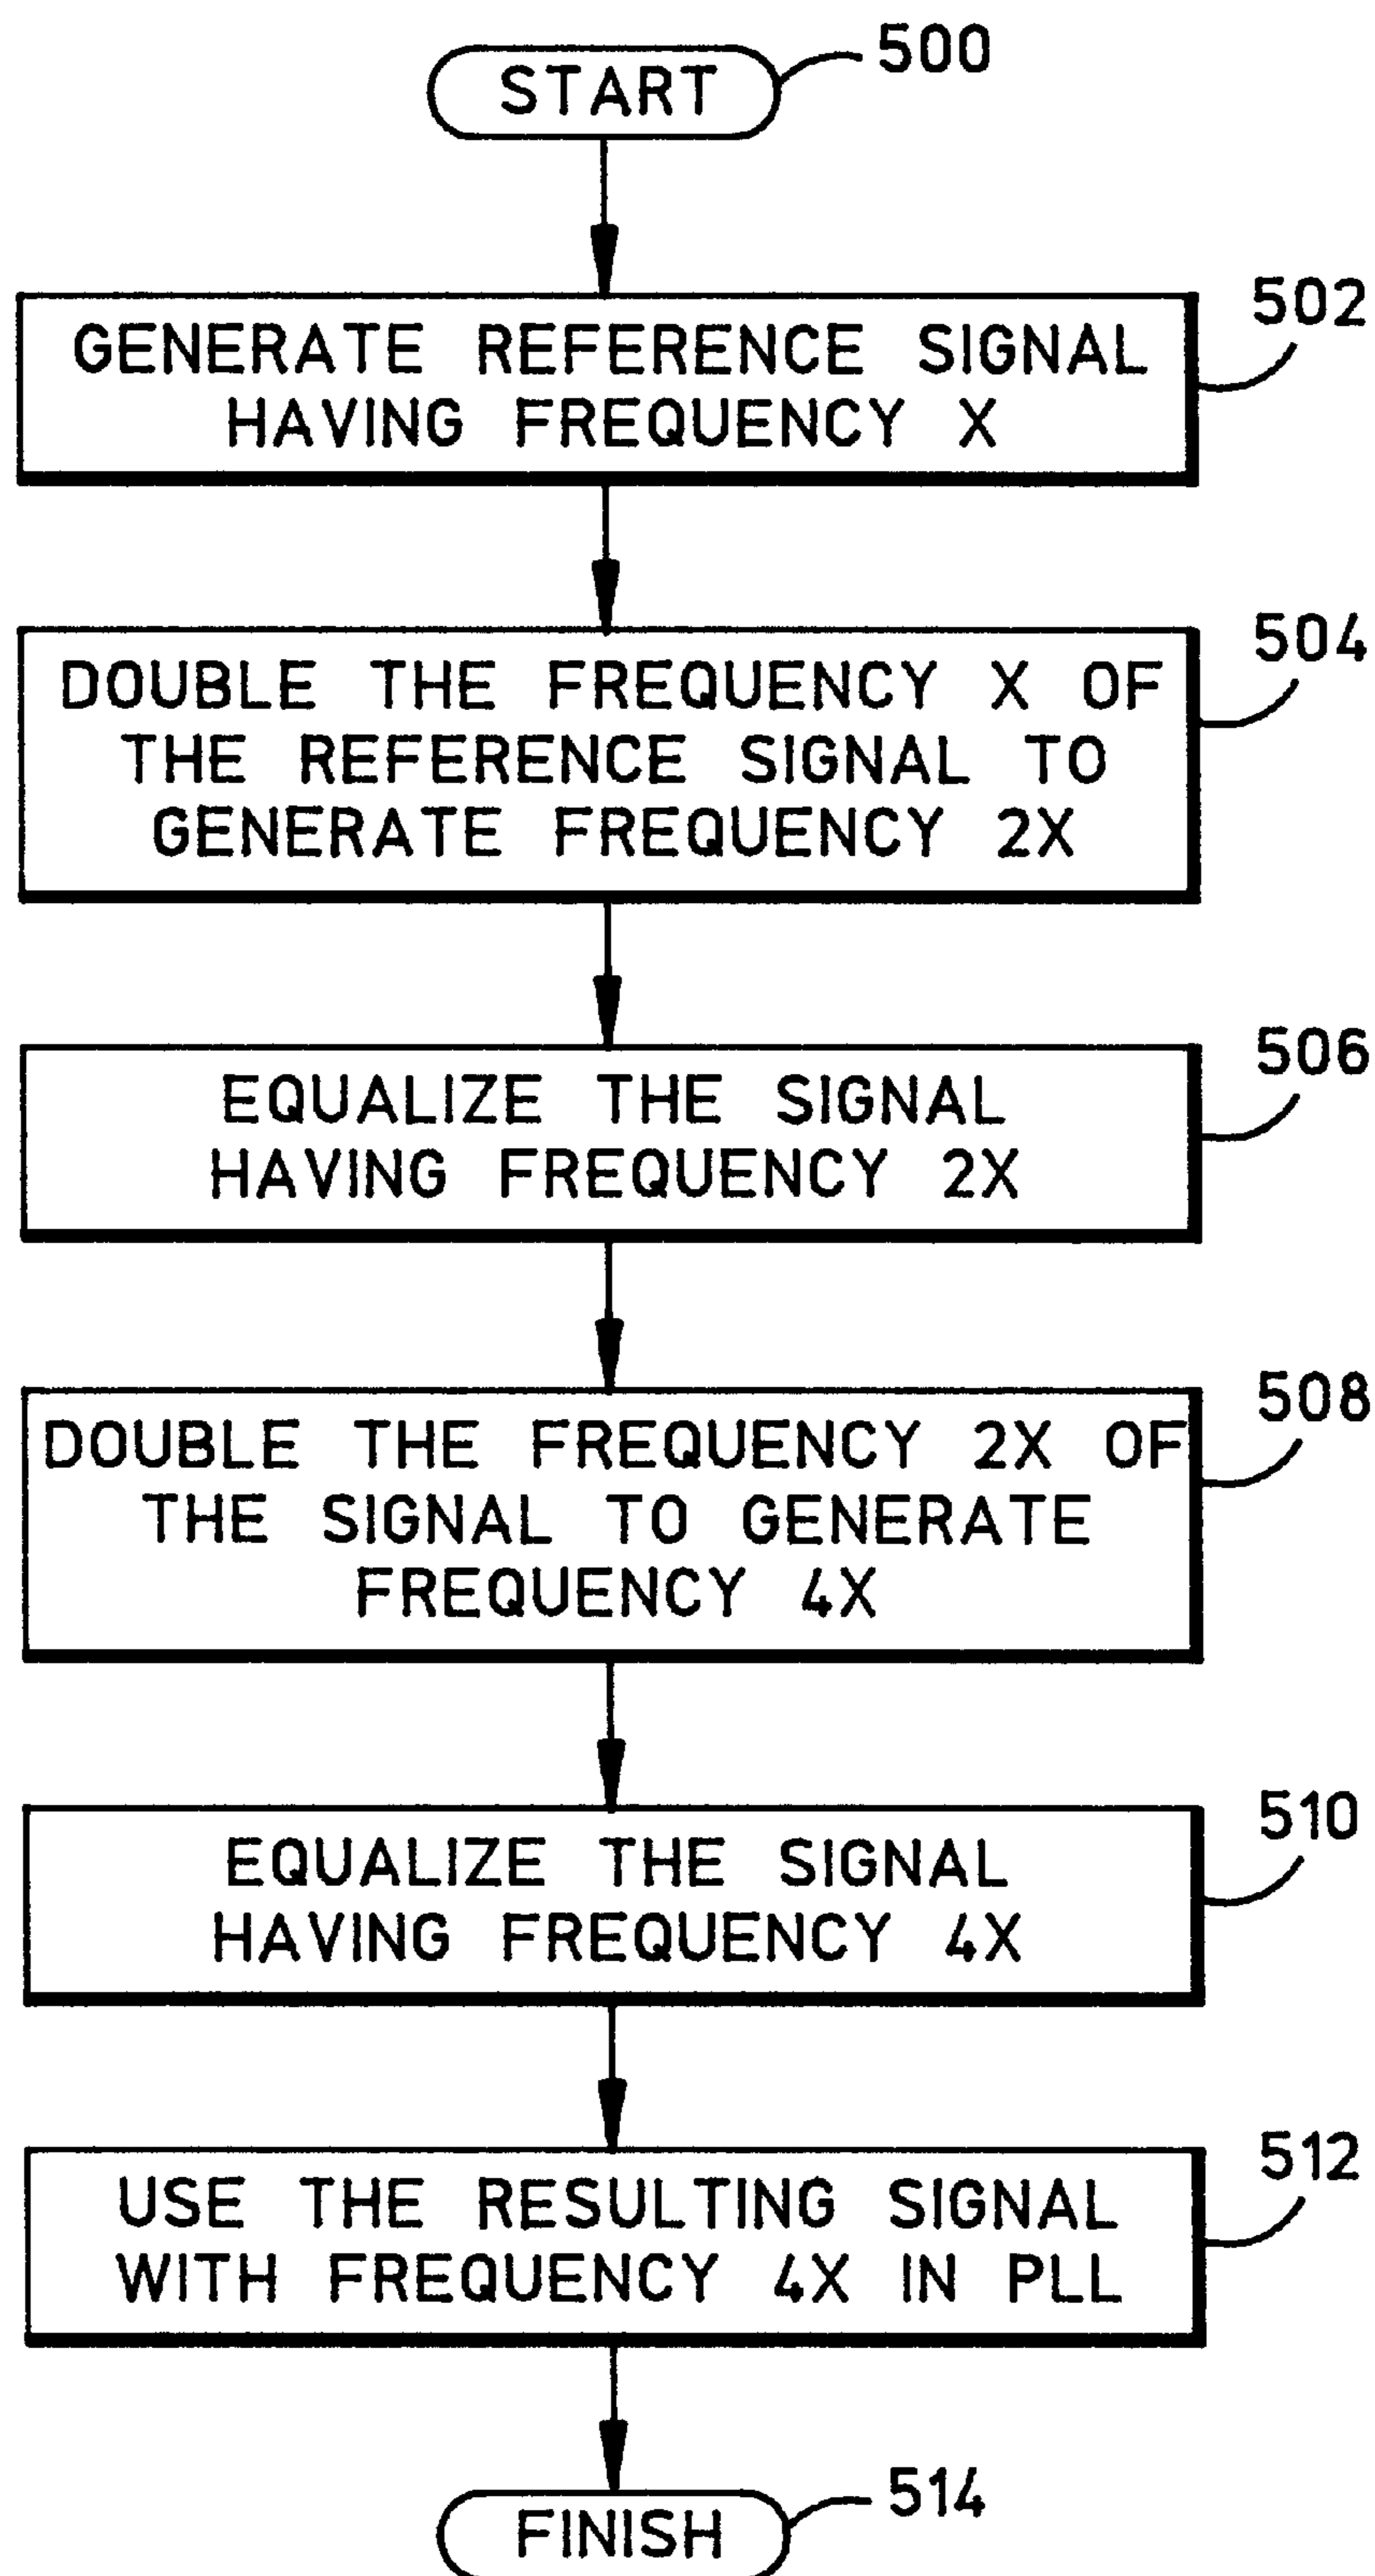 START
500
GENERATE REFERENCE SIGNAL
HAVING FREQUENCY X
502
DOUBLE THE FREQUENCY X OF
THE REFERENCE SIGNAL TO
GENERATE FREQUENCY 2X
504
EQUALIZE THE SIGNAL
HAVING FREQUENCY 2X
506
DOUBLE THE FREQUENCY 2X OF
THE SIGNAL TO GENERATE
FREQUENCY 4X
508
EQUALIZE THE SIGNAL
HAVING FREQUENCY 4X
510
USE THE RESULTING SIGNAL
WITH FREQUENCY 4X IN PLL
512
FINISH
514